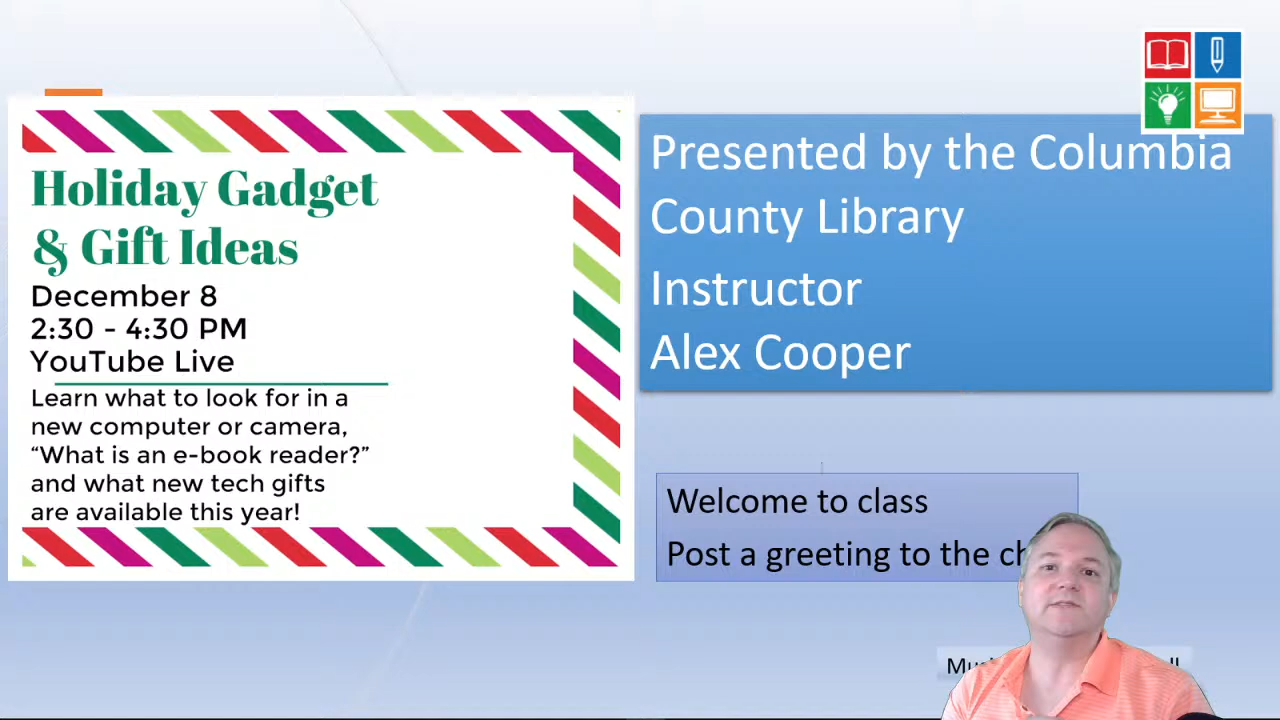 Holiday Gadget
& Gift Ideas
December 8
2:30 - 4:30 PM
YouTube Live
Learn what to look for in a
new computer or camera,
“What is an e-book reader?”
and what new tech gifts
are available this year!
Presented by the Columbia
County Library
Instructor
Alex Cooper
Welcome to class
Post a greeting to the